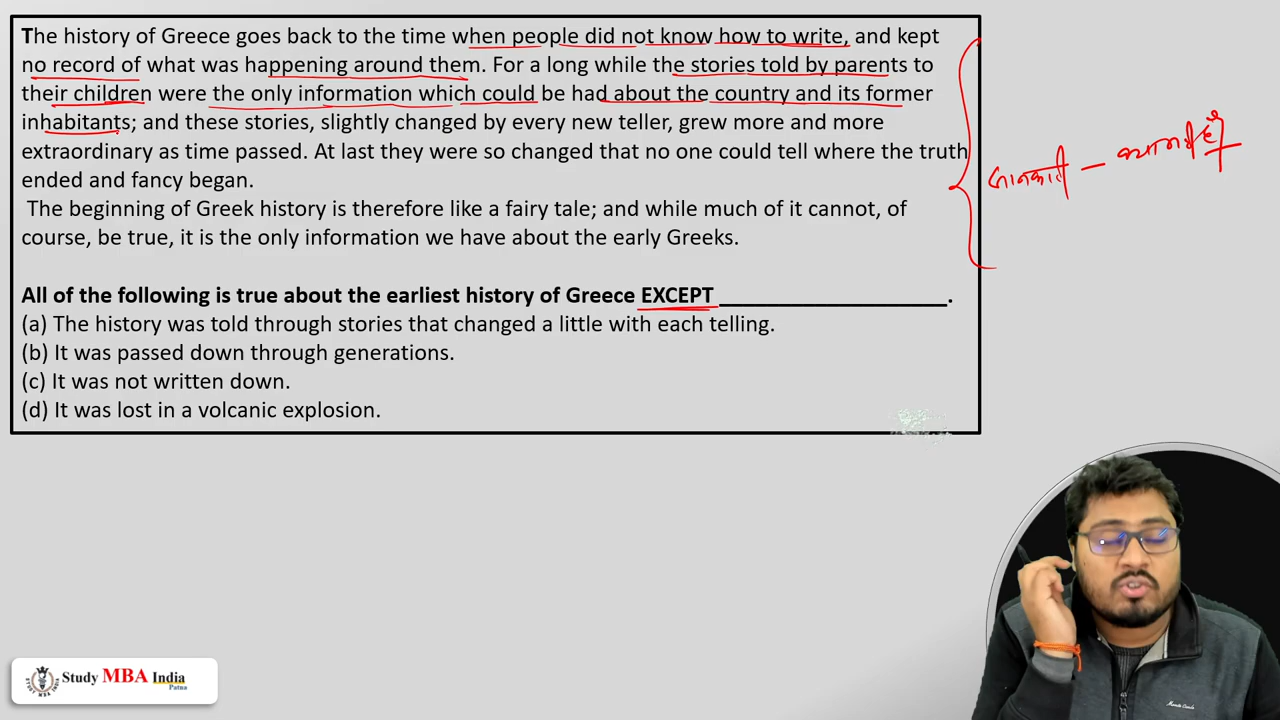 The history of Greece goes back to the time when people did not know how to write, and kept
no record of what was happening around them. For a long while the stories told by parents to
their children were the only information which could be had about the country and its former
inhabitants; and these stories, slightly changed by every new teller, grew more and more
extraordinary as time passed. At last they were so changed that no one could tell where the truth
ended and fancy began.
The beginning of Greek history is therefore like a fairy tale; and while much of it cannot, of
course, be true, it is the only information we have about the early Greeks.
All of the following is true about the earliest history of Greece EXCEPT ____________________.
(a) The history was told through stories that changed a little with each telling.
(b) It was passed down through generations.
(c) It was not written down.
(d) It was lost in a volcanic explosion.
जानकारी –
Study MBA India
Patna